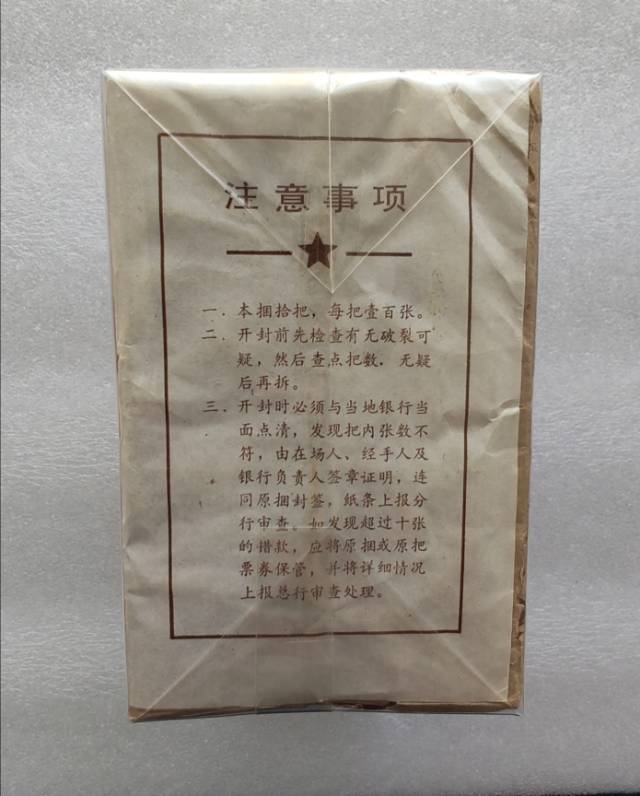 注意事项
一．本捆拾把，每把壹百张。
二．开封前先检查有无破裂可
疑，然后查点把数．无疑
后再拆。
三．开封时必须与当地银行当
面点清，发现把内张数不
符，由在场人、经手人及
银行负责人签章证明，连
同原捆封签，纸条上报分
行审查。如发现超过十张
的错款，应将原捆或原把
票券保管，并将详细情况
上报总行审查处理。